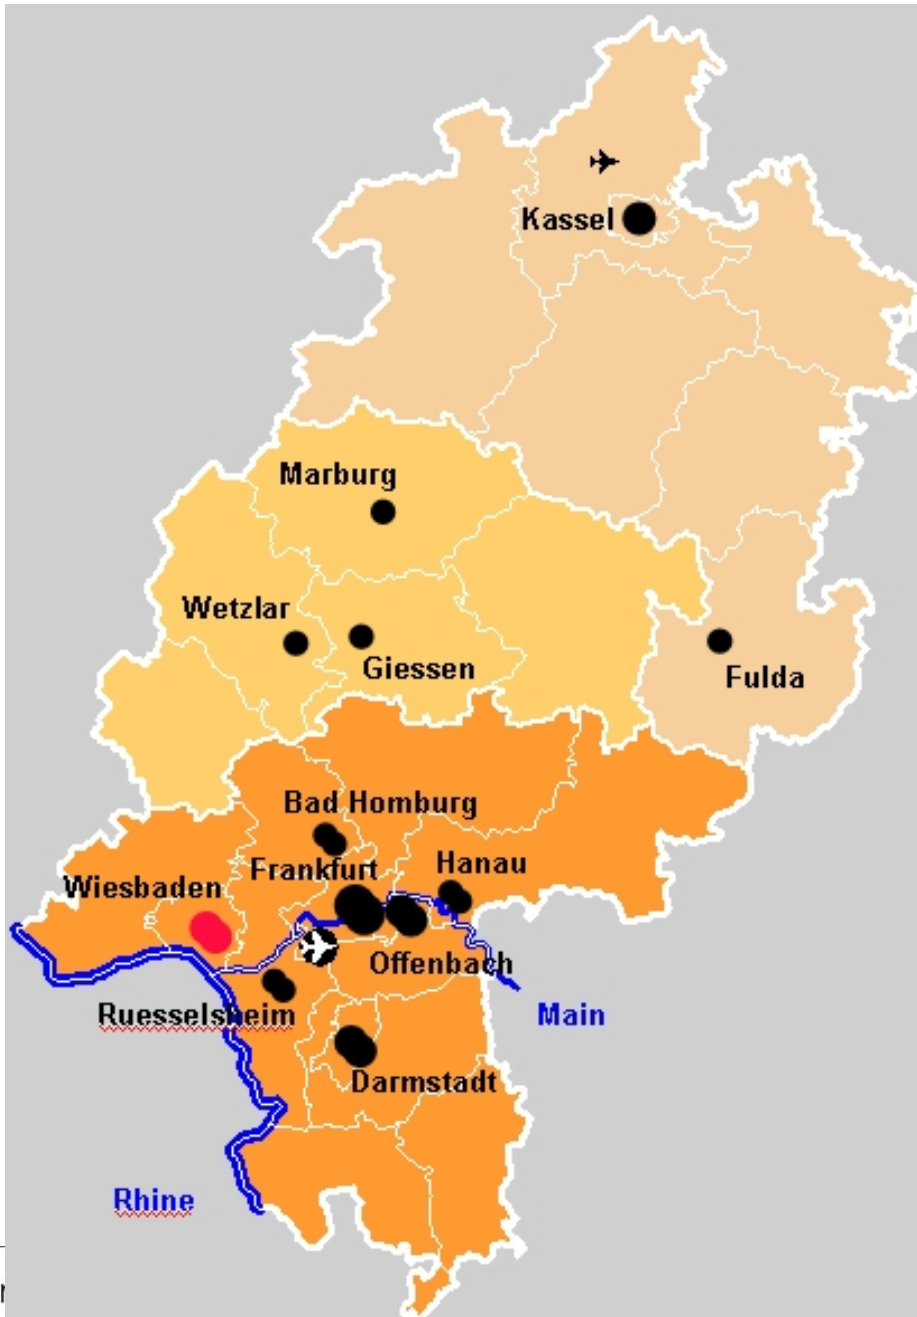 Kassel
Marburg
Wetzlar
Giessen
Fulda
Bad Homburg
Frankfurt
Hanau
Wiesbaden
Offenbach
Ruesselsheim
Main
Darmstadt
Rhine